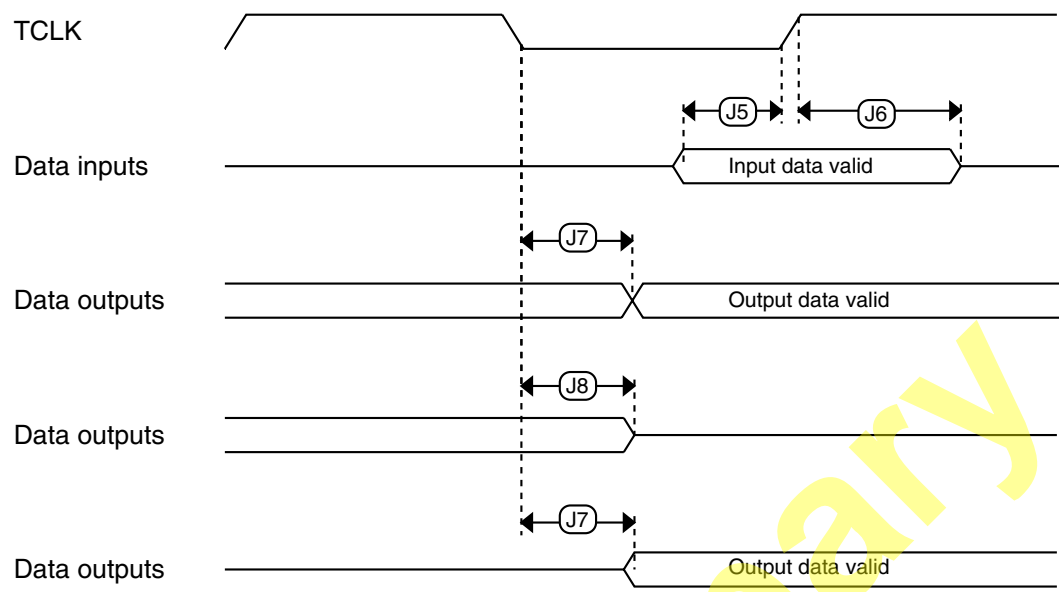 TCLK
J5
J6
Data inputs
Input data valid
J7
Data outputs
Output data valid
J8
Data outputs
J7
Data outputs
Output data valid